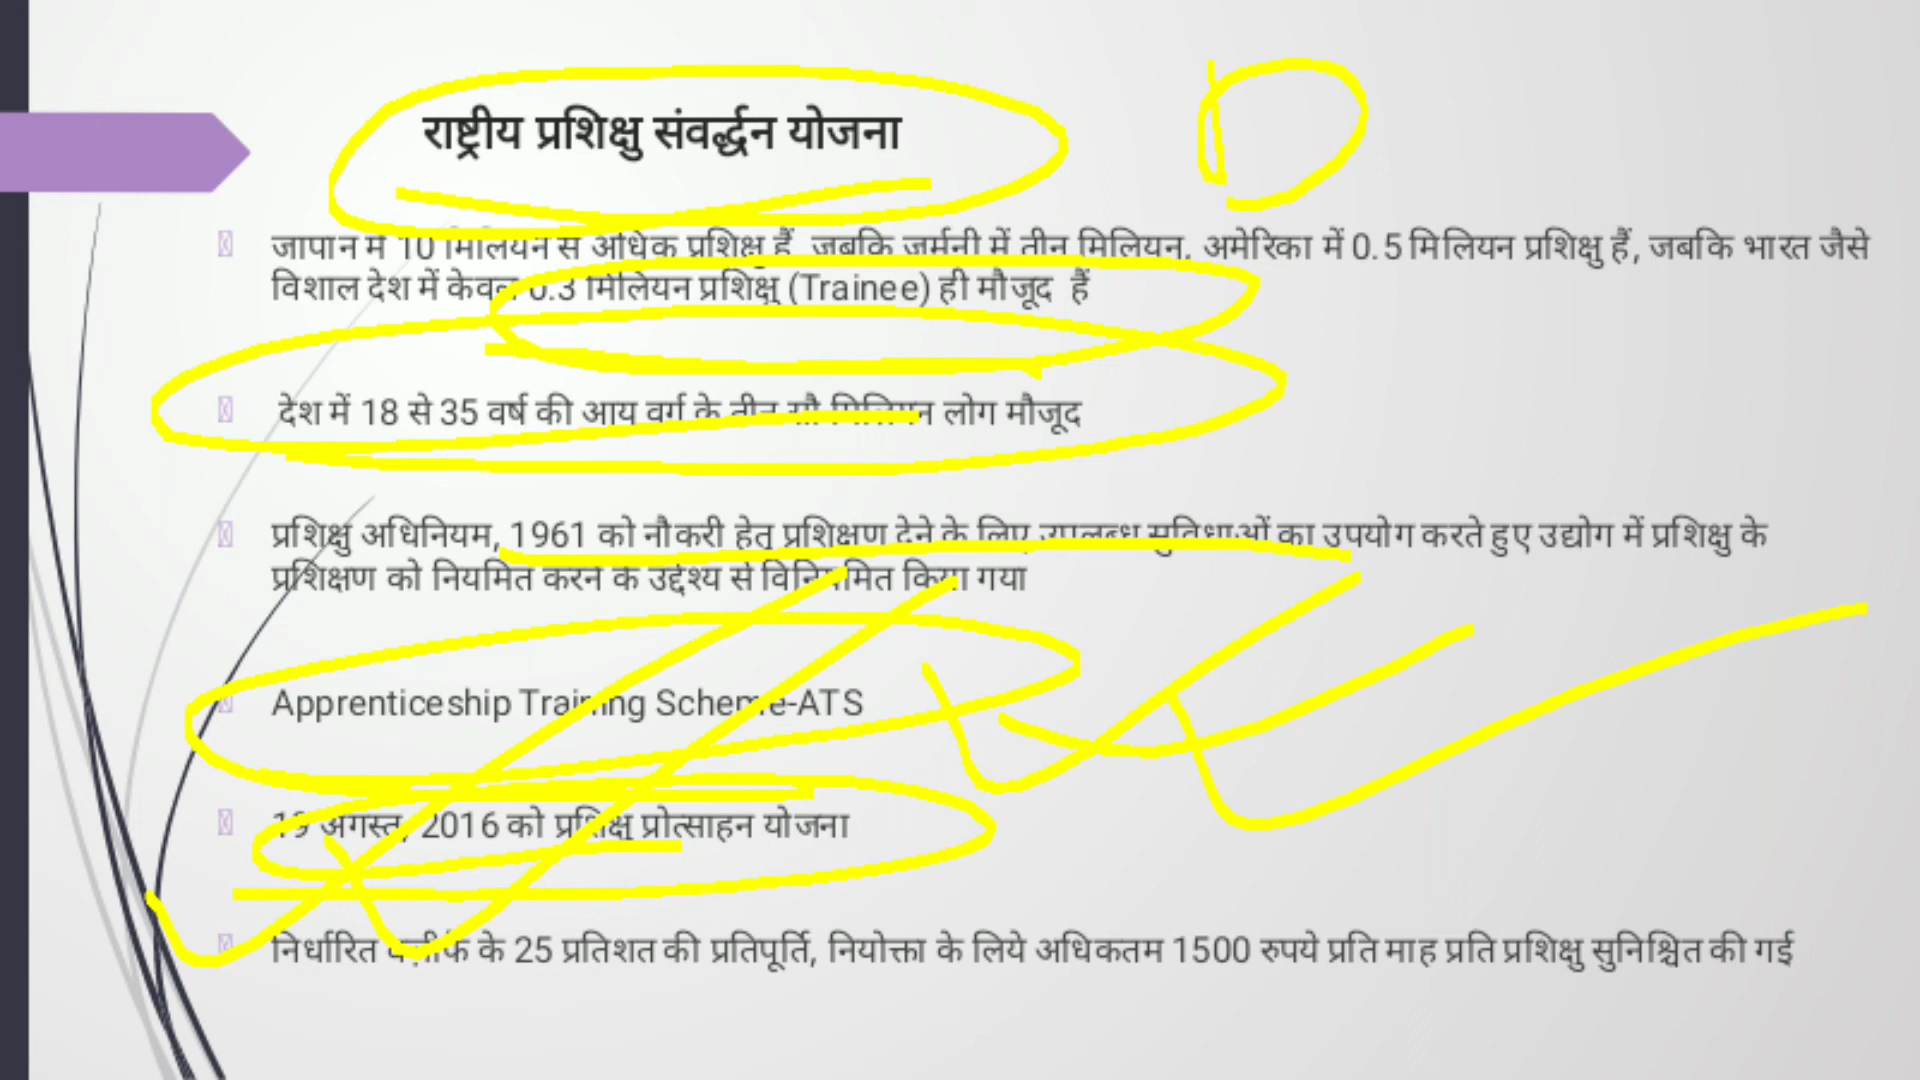 D
राष्ट्रीय प्रशिक्षु संवर्द्धन योजना
जापान में 10 मिलियन से अधिक प्रशिक्षु हैं, जबकि जर्मनी में तीन मिलियन, अमेरिका में 0.5 मिलियन प्रशिक्षु हैं, जबकि भारत जैसे
विशाल देश में केवल 0.3 मिलियन प्रशिक्षु (Trainee) ही मौजूद हैं
देश में 18 से 35 वर्ष की आयु वर्ग के तीन सौ मिलियन लोग मौजूद
प्रशिक्षु अधिनियम, 1961 को नौकरी हेतु प्रशिक्षण देने के लिए उपलब्ध सुविधाओं का उपयोग करते हुए उद्योग में प्रशिक्षु के
प्रशिक्षण को नियमित करने के उद्देश्य से विनियमित किया गया
Apprenticeship Training Scheme-ATS
19 अगस्त, 2016 को प्रशिक्षु प्रोत्साहन योजना
निर्धारित वज़ीफे के 25 प्रतिशत की प्रतिपूर्ति, नियोक्ता के लिये अधिकतम 1500 रुपये प्रति माह प्रति प्रशिक्षु सुनिश्चित की गई